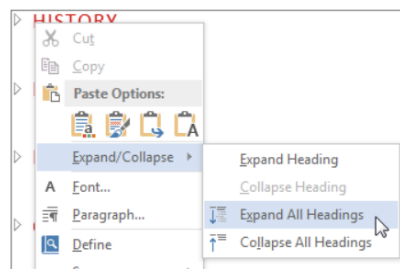 HISTORY
Cut
Copy
Paste Options:
Expand/Collapse
Expand Heading
Collapse Heading
A Font...
Expand All Headings
Paragraph...
Collapse All Headings
Define